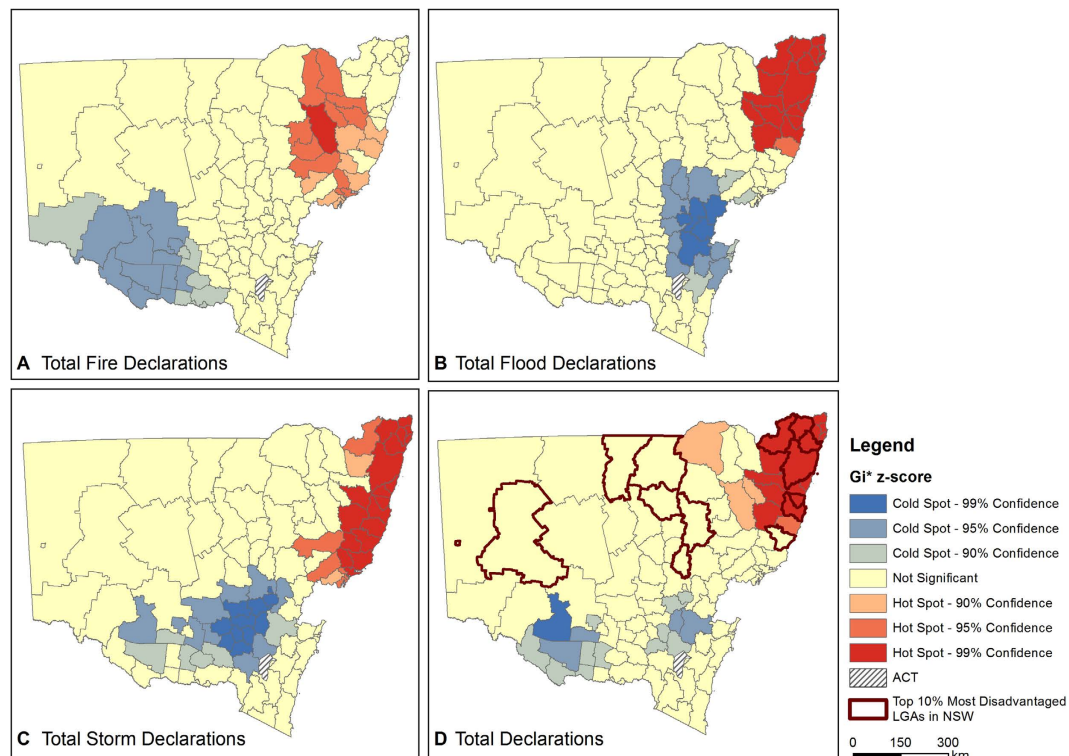 A Total Fire Declarations
B Total Flood Declarations
C Total Storm Declarations
D Total Declarations
Legend
Gi* z-score
Cold Spot - 99% Confidence
Cold Spot - 95% Confidence
Cold Spot - 90% Confidence
Not Significant
Hot Spot - 90% Confidence
Hot Spot - 95% Confidence
Hot Spot - 99% Confidence
ACT
Top 10% Most Disadvantaged
LGAs in NSW
0 150 300
km